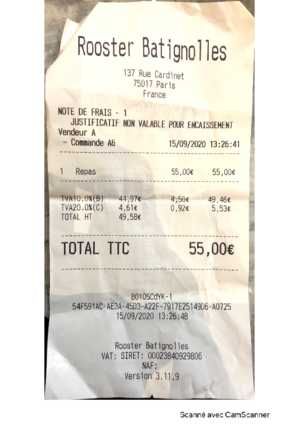 Rooster Batignolles
137 Rue Cardinet
75017 Paris
France
NOTE DE FRAIS - 1
JUSTIFICATIF NON VALABLE POUR ENCAISSEMENT
Vendeur A
- Commande A6 15/09/2020 13:26:41
1 Repas 55,00€ 55,00€
TVA10.0%(B) 44,97€ 4,50€ 49,46€
TVA20.0%(C) 4,61€ 0,92€ 5,53€
TOTAL HT 49,58€
TOTAL TTC 55,00€
15/09/2020 13:26:48
Rooster Batignolles
VAT: SIRET: 00023840929806
NAF:
Version 3.11.9
Scanné avec CamScanner